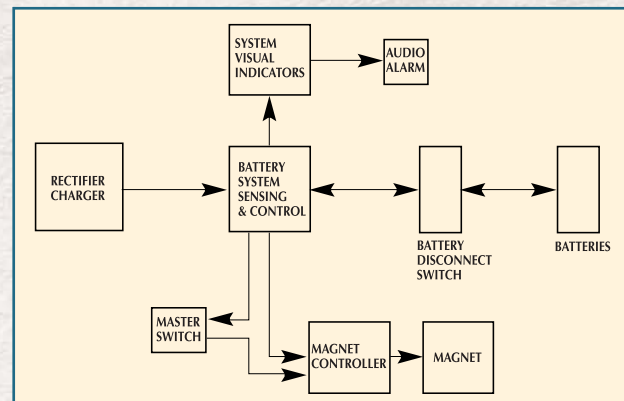 SYSTEM
VISUAL
INDICATORS
AUDIO
ALARM
RECTIFIER
CHARGER
BATTERY
SYSTEM
SENSING
& CONTROL
BATTERY
DISCONNECT
SWITCH
BATTERIES
MASTER
SWITCH
MAGNET
CONTROLLER
MAGNET